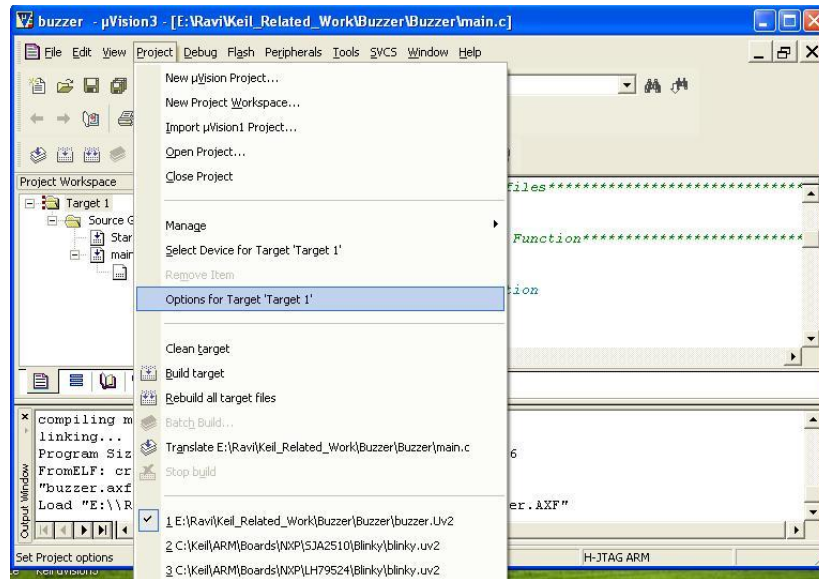 buzzer - µVision3 - [E:\Ravi\Keil_Related_Work\Buzzer\Buzzer\main.c]
File Edit View Project Debug Flash Peripherals Tools SVCS Window Help
New µVision Project...
New Project Workspace...
Import µVision1 Project...
Open Project...
Close Project
Manage
Select Device for Target 'Target 1'
Remove Item
Options for Target 'Target 1'
Clean target
Build target
Rebuild all target files
Batch Build...
Translate E:\Ravi\Keil_Related_Work\Buzzer\Buzzer\main.c
Stop build
1 E:\Ravi\Keil_Related_Work\Buzzer\Buzzer\buzzer.Uv2
2 C:\Keil\ARM\Boards\NXP\SJA2510\Blinky\blinky.uv2
3 C:\Keil\ARM\Boards\NXP\LH79524\Blinky\blinky.uv2
Project Workspace
Target 1
Source G
Star
main
files******************************
Function**************************
tion
compiling m
linking...
Program Siz
6
FromELF: cr
"buzzer.axf
Load "E:\\R
er.AXF"
Output Window
Set Project options
H-JTAG ARM